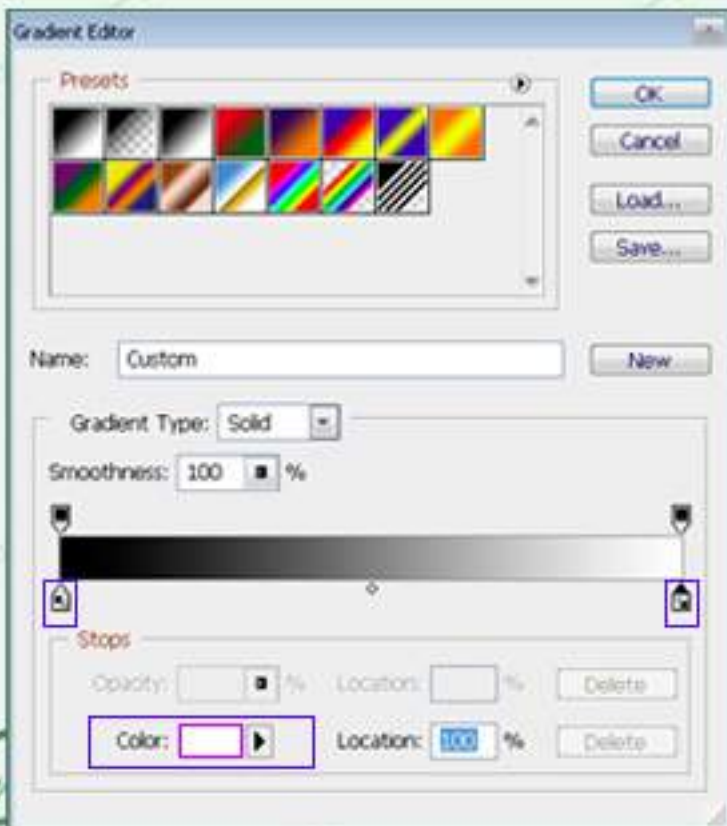 Gradient Editor
Presets
OK
Cancel
Load...
Save...
Name: Custom
New
Gradient Type: Solid
Smoothness: 100 %
Stops
Opacity: % Location: % Delete
Color: Location: 100 % Delete